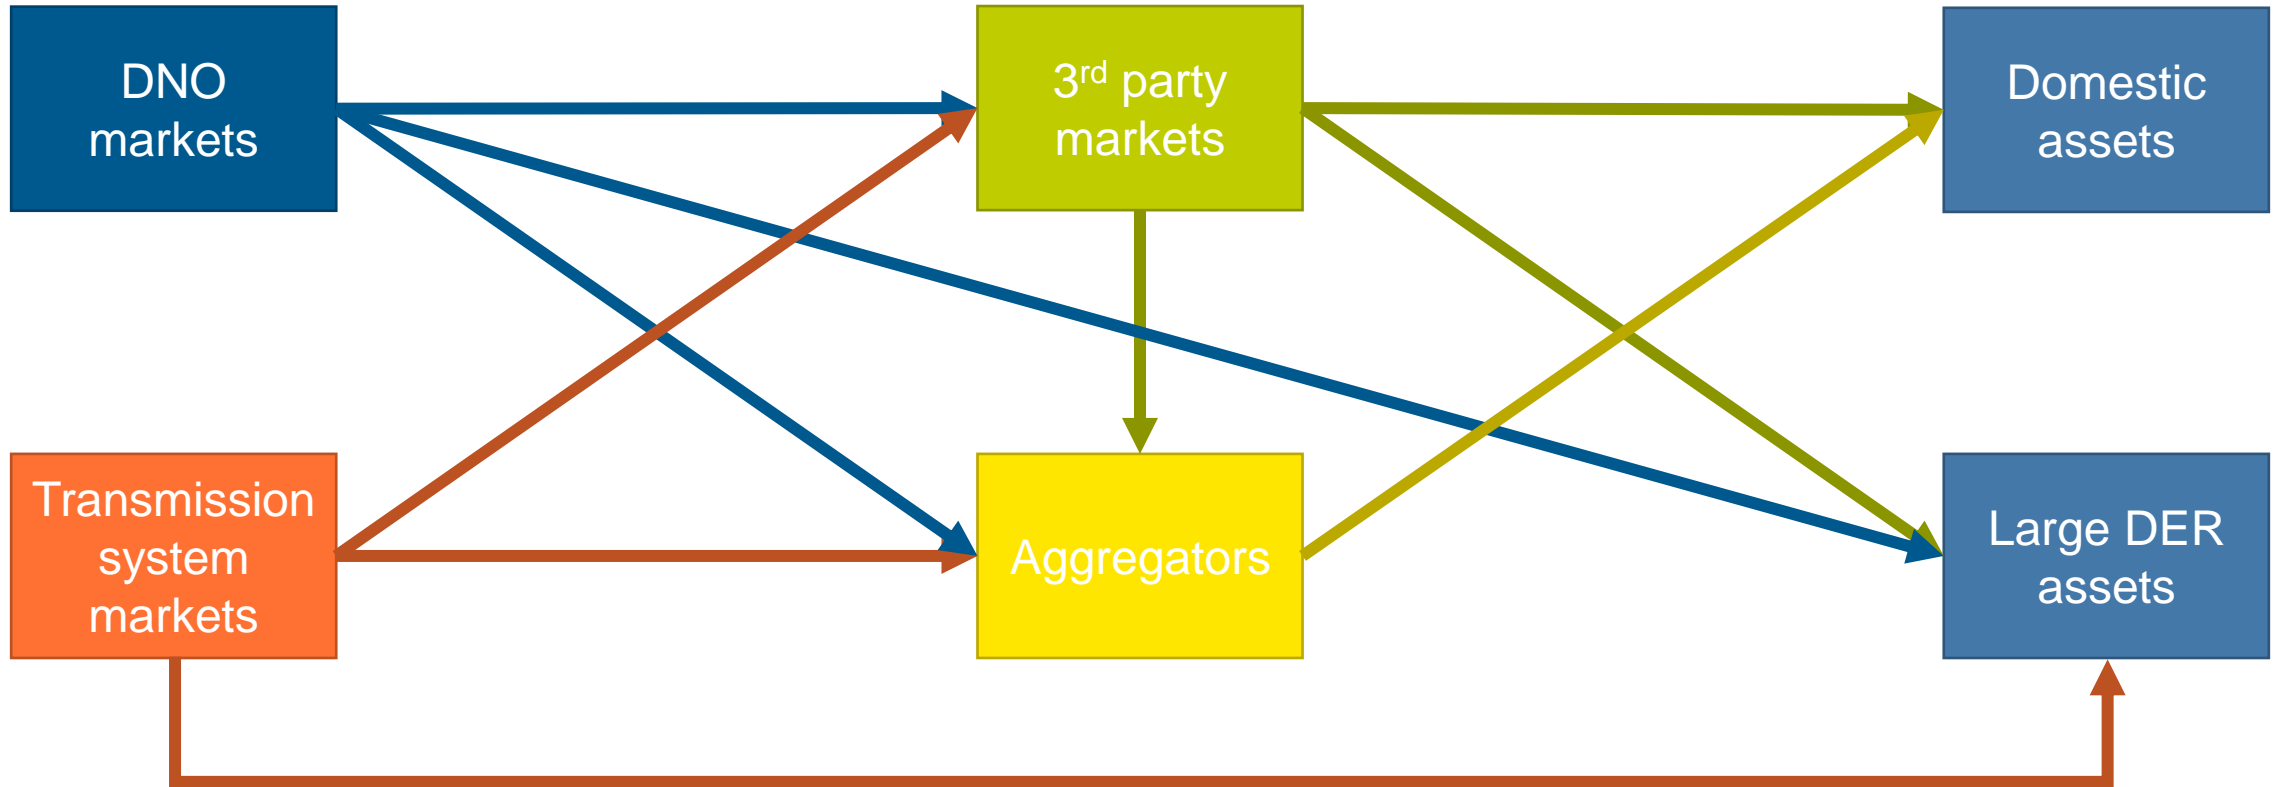 DNO
markets
3rd party
markets
Domestic
assets
Transmission
system
markets
Aggregators
Large DER
assets